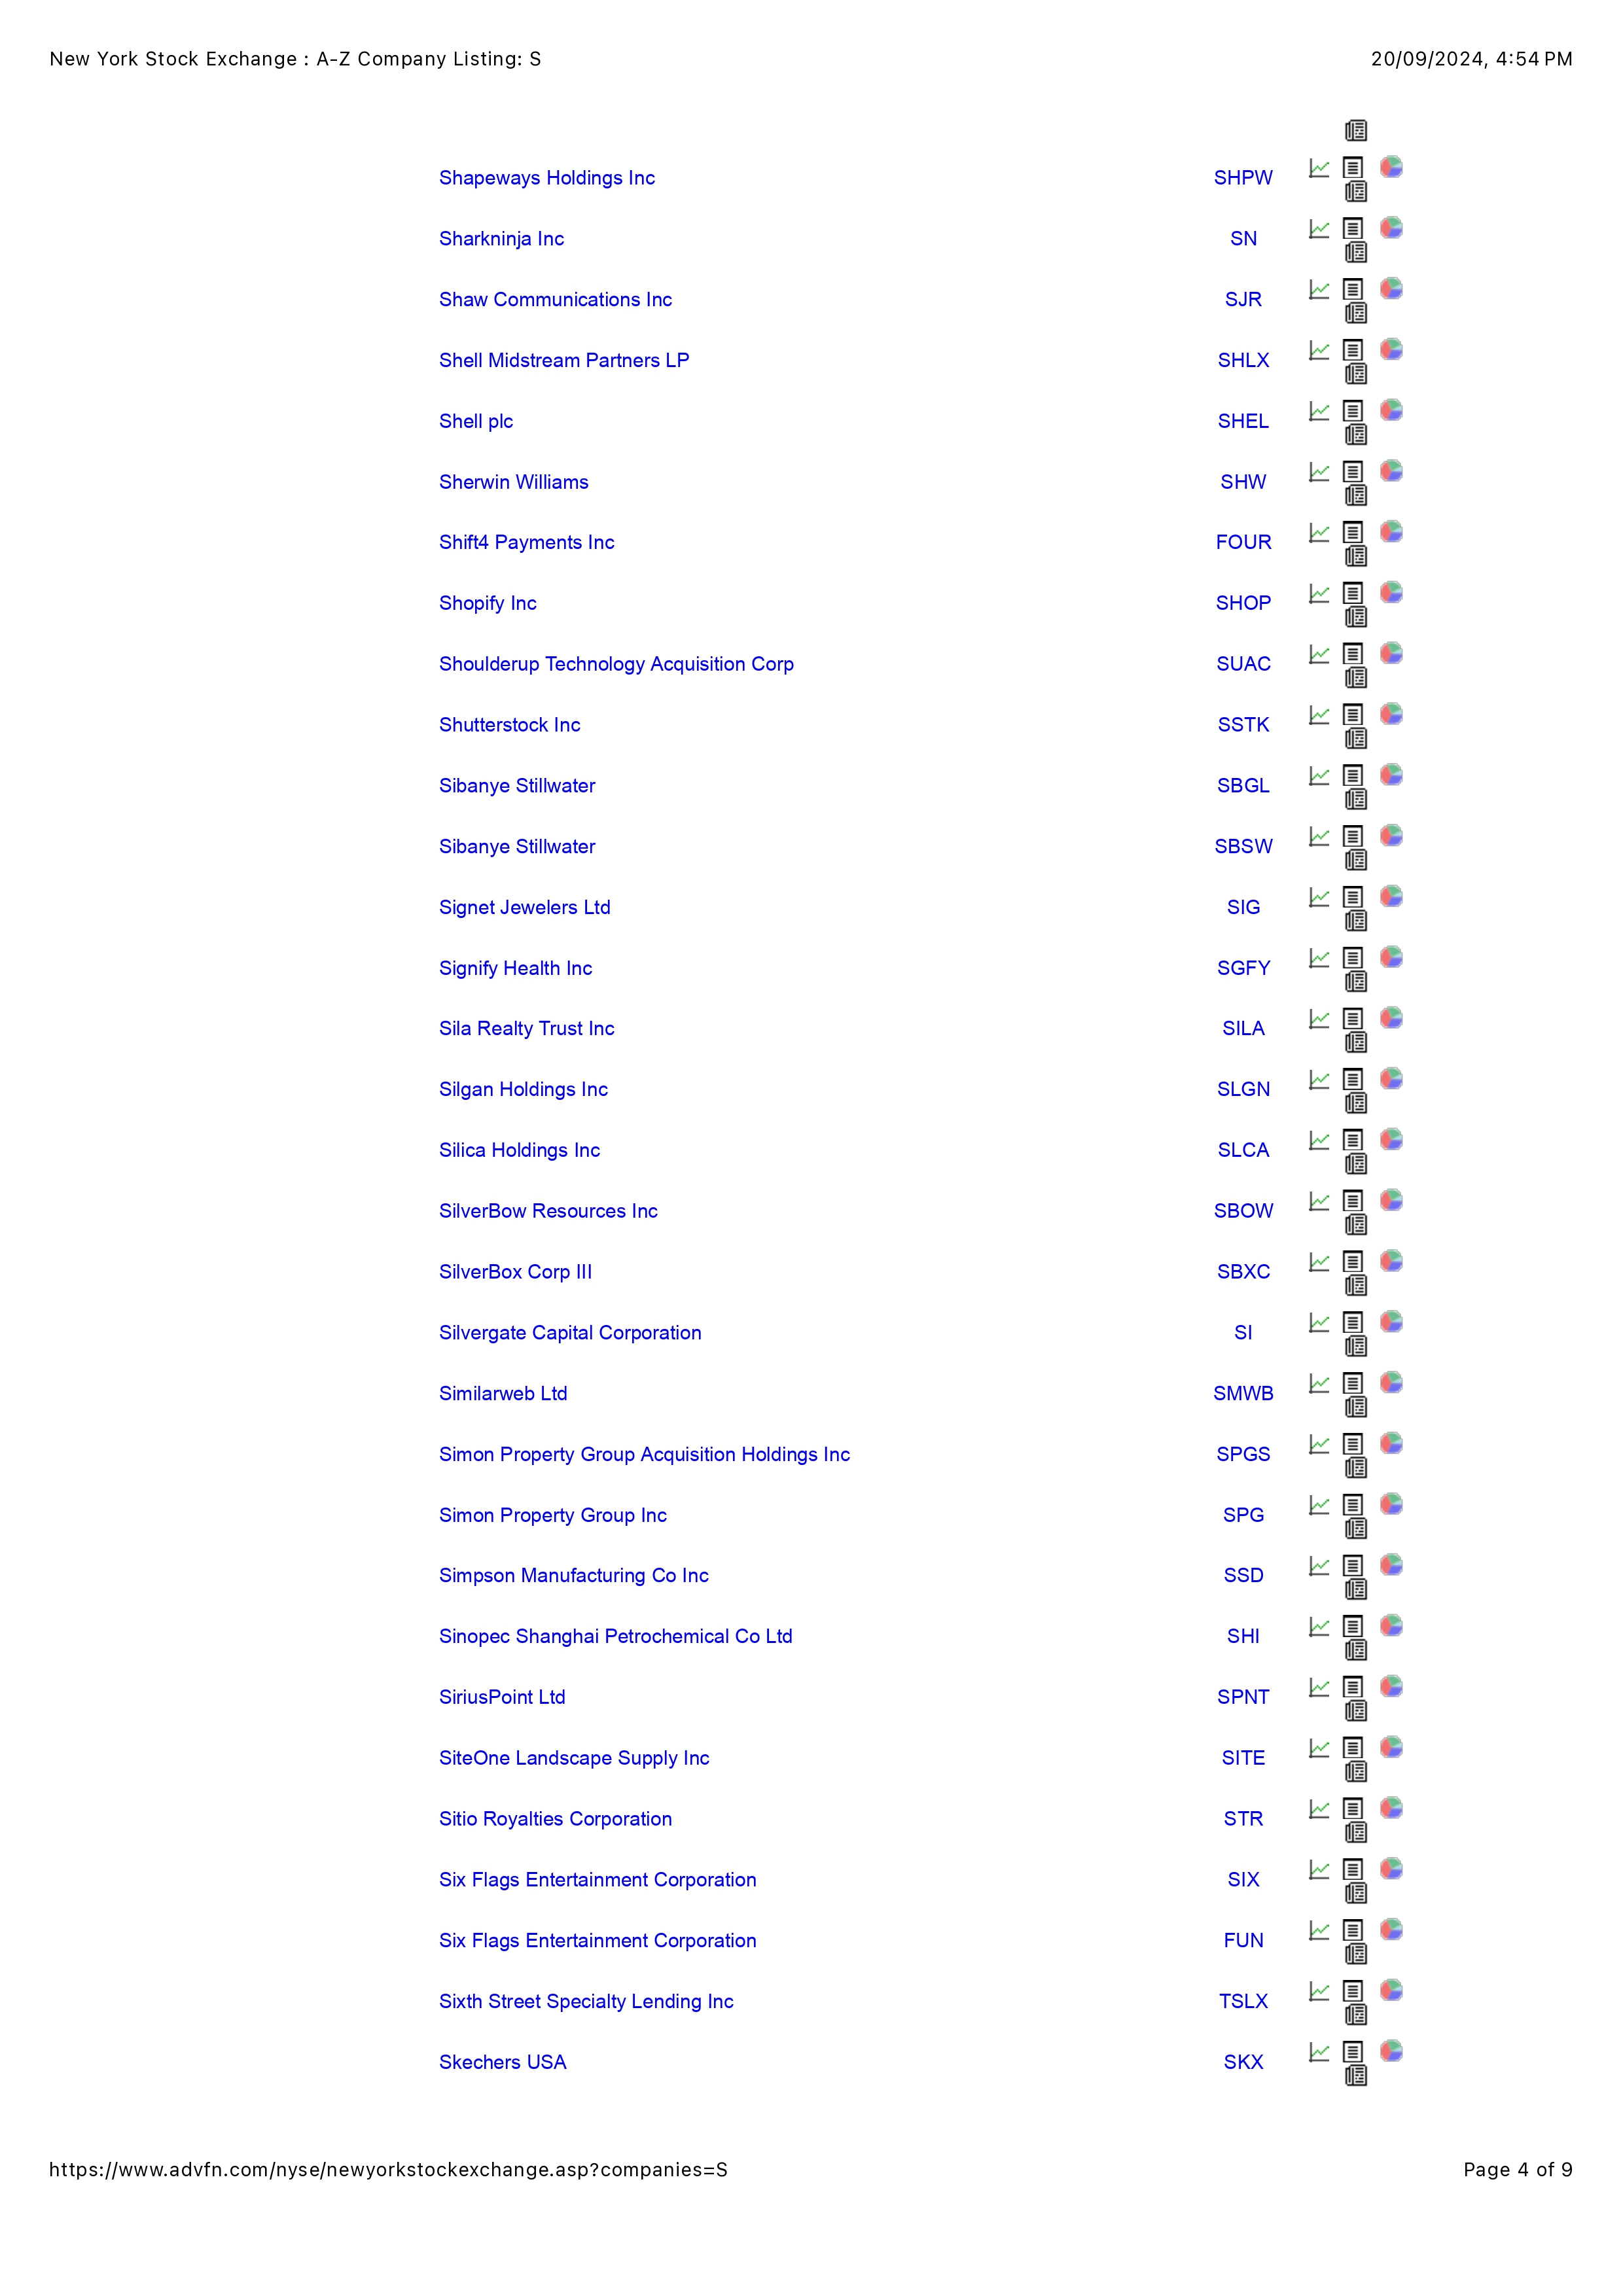 New York Stock Exchange : A-Z Company Listing: S 20/09/2024, 4:54 PM
Shapeways Holdings Inc SHPW
Sharkninja Inc SN
Shaw Communications Inc SJR
Shell Midstream Partners LP SHLX
Shell plc SHEL
Sherwin Williams SHW
Shift4 Payments Inc FOUR
Shopify Inc SHOP
Shoulderup Technology Acquisition Corp SUAC
Shutterstock Inc SSTK
Sibanye Stillwater SBGL
Sibanye Stillwater SBSW
Signet Jewelers Ltd SIG
Signify Health Inc SGFY
Sila Realty Trust Inc SILA
Silgan Holdings Inc SLGN
Silica Holdings Inc SLCA
SilverBow Resources Inc SBOW
SilverBox Corp III SBXC
Silvergate Capital Corporation SI
Similarweb Ltd SMWB
Simon Property Group Acquisition Holdings Inc SPGS
Simon Property Group Inc SPG
Simpson Manufacturing Co Inc SSD
Sinopec Shanghai Petrochemical Co Ltd SHI
SiriusPoint Ltd SPNT
SiteOne Landscape Supply Inc SITE
Sitio Royalties Corporation STR
Six Flags Entertainment Corporation SIX
Six Flags Entertainment Corporation FUN
Sixth Street Specialty Lending Inc TSLX
Skechers USA SKX
https://www.advfn.com/nyse/newyorkstockexchange.asp?companies=S Page 4 of 9